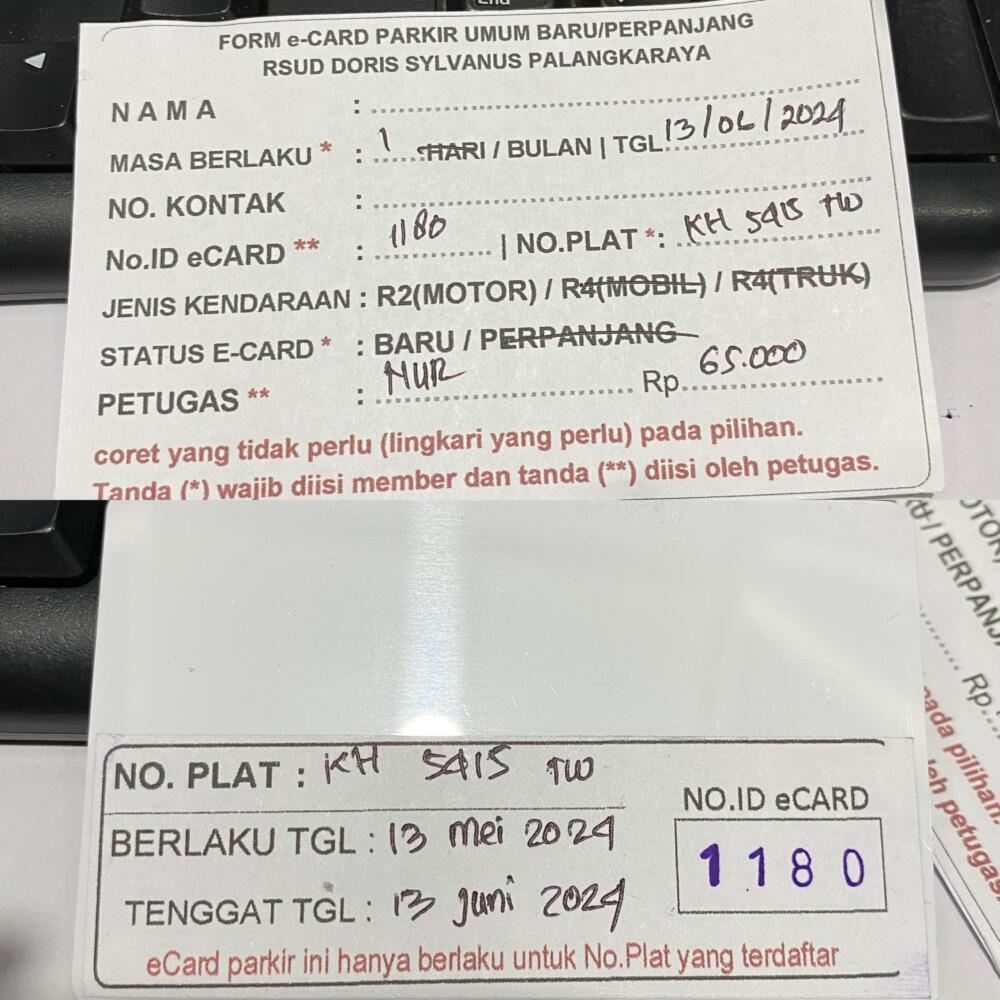 End
FORM e-CARD PARKIR UMUM BARU/PERPANJANG
RSUD DORIS SYLVANUS PALANGKARAYA
NAMA :
MASA BERLAKU * : 1 HARI / BULAN | TGL 13/06/2024
NO. KONTAK :
No.ID eCARD ** : 1180 | NO.PLAT *: KH 5415 TW
JENIS KENDARAAN : R2(MOTOR) / R4(MOBIL) / R4(TRUK)
STATUS E-CARD * : BARU / PERPANJANG
PETUGAS ** : NUR Rp. 65.000
coret yang tidak perlu (lingkari yang perlu) pada pilihan.
Tanda (*) wajib diisi member dan tanda (**) diisi oleh petugas.
NO. PLAT : KH 5415 TW
BERLAKU TGL : 13 Mei 2024
TENGGAT TGL : 13 Juni 2024
NO.ID eCARD
1180
eCard parkir ini hanya berlaku untuk No.Plat yang terdaftar
Rp.
pada pilihan.
petugas.